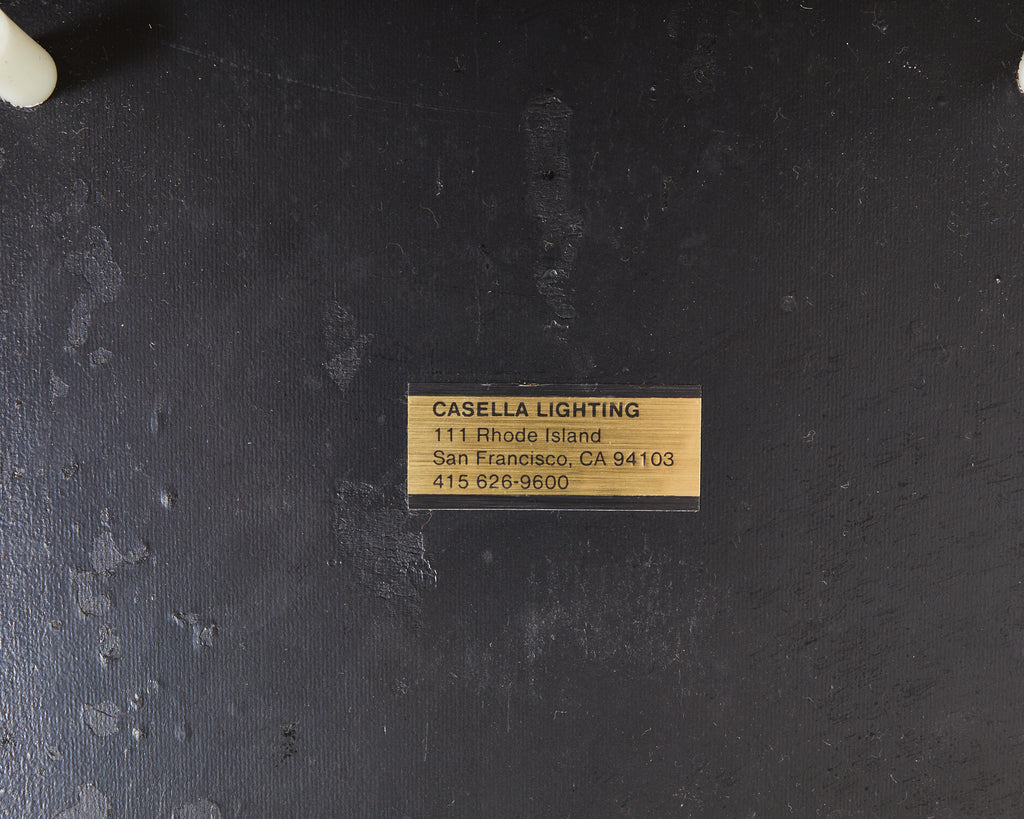 CASELLA LIGHTING
111 Rhode Island
San Francisco, CA 94103
415 626-9600